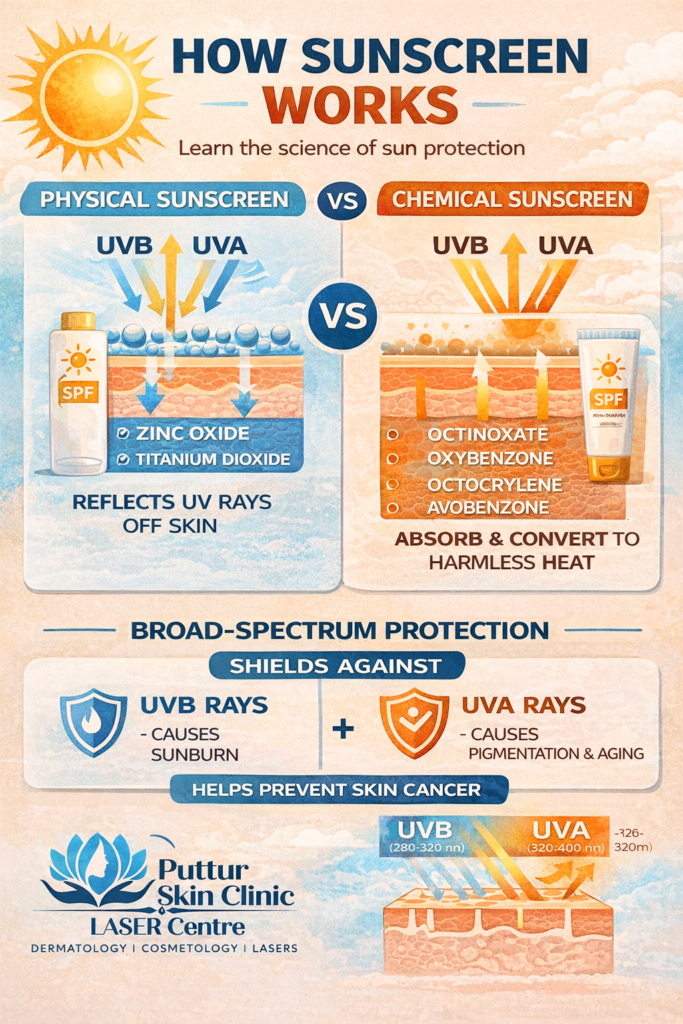 HOW SUNSCREEN
WORKS
Learn the science of sun protection
PHYSICAL SUNSCREEN
VS
CHEMICAL SUNSCREEN
UVB UVA
UVB UVA
VS
SPF
ZINC OXIDE
TITANIUM DIOXIDE
SPF
OCTINOXATE
OXYBENZONE
OCTOCRYLENE
AVOBENZONE
REFLECTS UV RAYS
OFF SKIN
ABSORB & CONVERT TO
HARMLESS HEAT
BROAD-SPECTRUM PROTECTION
SHIELDS AGAINST
UVB RAYS
- CAUSES
SUNBURN
+
UVA RAYS
- CAUSES
PIGMENTATION & AGING
HELPS PREVENT SKIN CANCER
Puttur
Skin Clinic
LASER Centre
DERMATOLOGY | COSMETOLOGY | LASERS
UVB
(280-320 nn)
UVA
(320:400 nn)
-326-
320m)